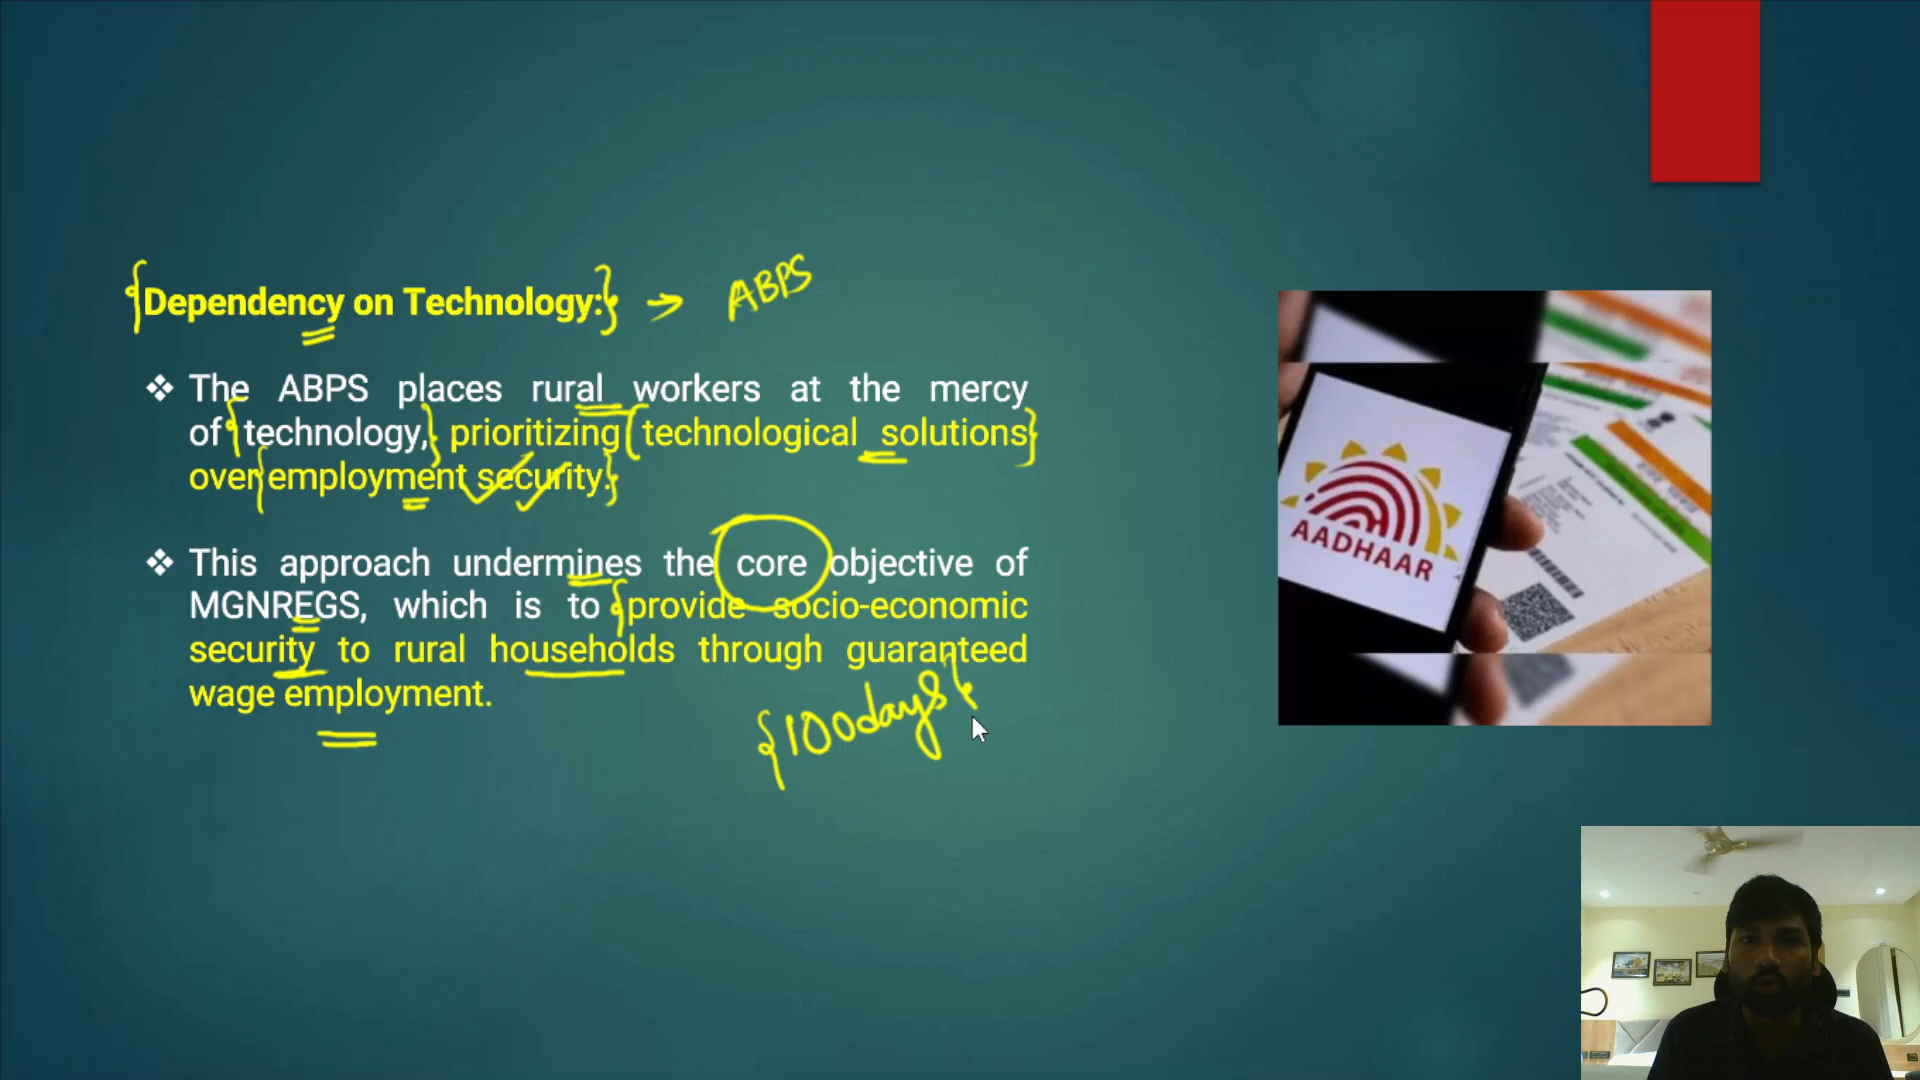 {Dependency on Technology:} → ABPS
❖ The ABPS places rural workers at the mercy
of {technology,} prioritizing {technological solutions}
over {employment security.}
❖ This approach undermines the core objective of
MGNREGS, which is to {provide socio-economic
security to rural households through guaranteed
wage employment.
{100days}
AADHAAR